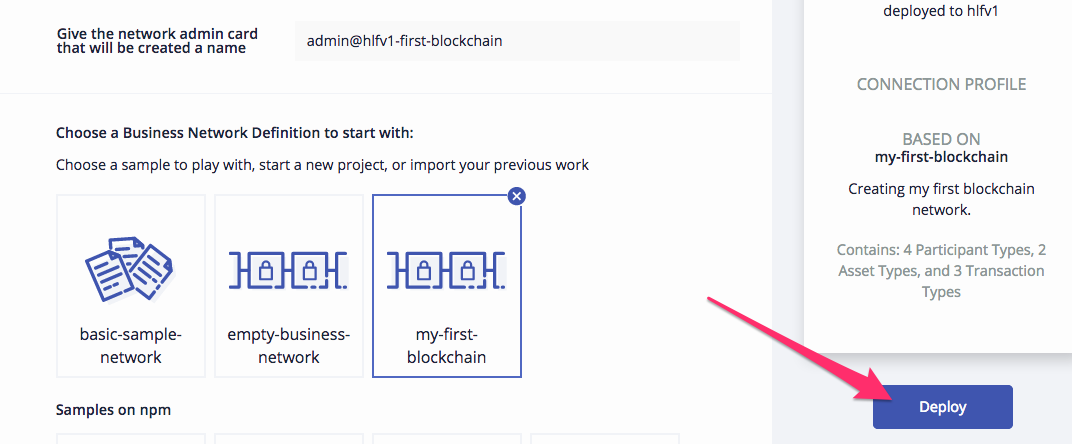 Give the network admin card
that will be created a name
admin@hlfv1-first-blockchain
Choose a Business Network Definition to start with:
Choose a sample to play with, start a new project, or import your previous work
basic-sample-
network
empty-business-
network
my-first-
blockchain
Samples on npm
deployed to hlfv1
CONNECTION PROFILE
BASED ON
my-first-blockchain
Creating my first blockchain
network.
Contains: 4 Participant Types, 2
Asset Types, and 3 Transaction
Types
Deploy